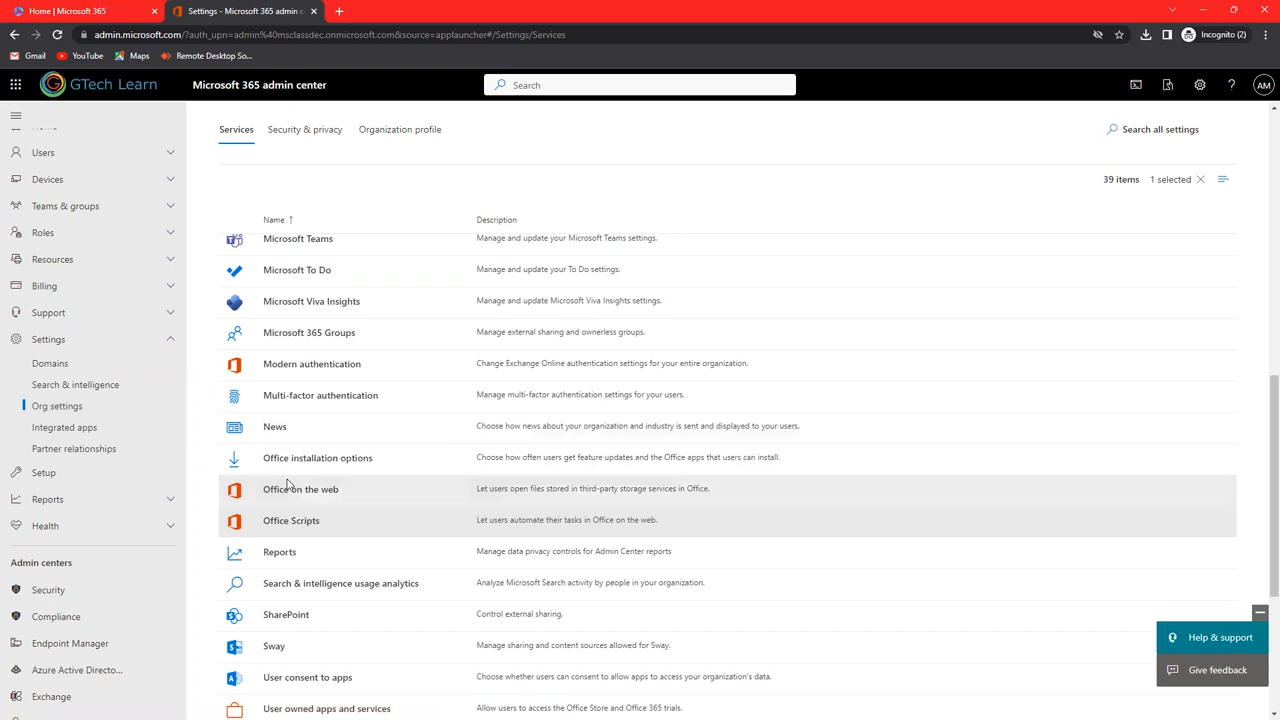 Home | Microsoft 365
Settings - Microsoft 365 admin c
admin.microsoft.com/?auth_upn=admin%40msclassdec.onmicrosoft.com&source=applauncher#/Settings/Services
Incognito (2)
Gmail
YouTube
Maps
Remote Desktop So...
GTech Learn
Microsoft 365 admin center
Search
AM
Users
Devices
Teams & groups
Roles
Resources
Billing
Support
Settings
Domains
Search & intelligence
Org settings
Integrated apps
Partner relationships
Setup
Reports
Health
Admin centers
Security
Compliance
Endpoint Manager
Azure Active Directo...
Exchange
Services
Security & privacy
Organization profile
Search all settings
39 items
1 selected
Name ↑
Description
Microsoft Teams
Manage and update your Microsoft Teams settings.
Microsoft To Do
Manage and update your To Do settings.
Microsoft Viva Insights
Manage and update Microsoft Viva Insights settings.
Microsoft 365 Groups
Manage external sharing and ownerless groups.
Modern authentication
Change Exchange Online authentication settings for your entire organization.
Multi-factor authentication
Manage multi-factor authentication settings for your users.
News
Choose how news about your organization and industry is sent and displayed to your users.
Office installation options
Choose how often users get feature updates and the Office apps that users can install.
Office on the web
Let users open files stored in third-party storage services in Office.
Office Scripts
Let users automate their tasks in Office on the web.
Reports
Manage data privacy controls for Admin Center reports
Search & intelligence usage analytics
Analyze Microsoft Search activity by people in your organization.
SharePoint
Control external sharing.
Sway
Manage sharing and content sources allowed for Sway.
User consent to apps
Choose whether users can consent to allow apps to access your organization's data.
User owned apps and services
Allow users to access the Office Store and Office 365 trials.
Help & support
Give feedback